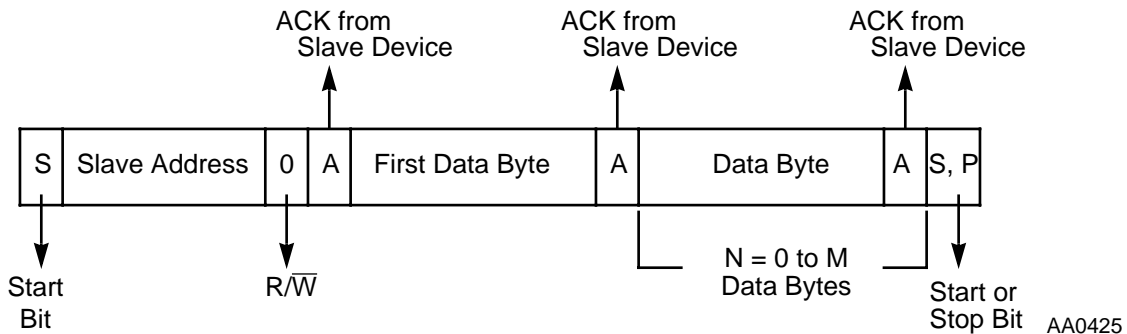 ACK from
Slave Device
ACK from
Slave Device
ACK from
Slave Device
S Slave Address 0 A First Data Byte A Data Byte A S, P
Start
Bit
R/W̅
N = 0 to M
Data Bytes
Start or
Stop Bit
AA0425